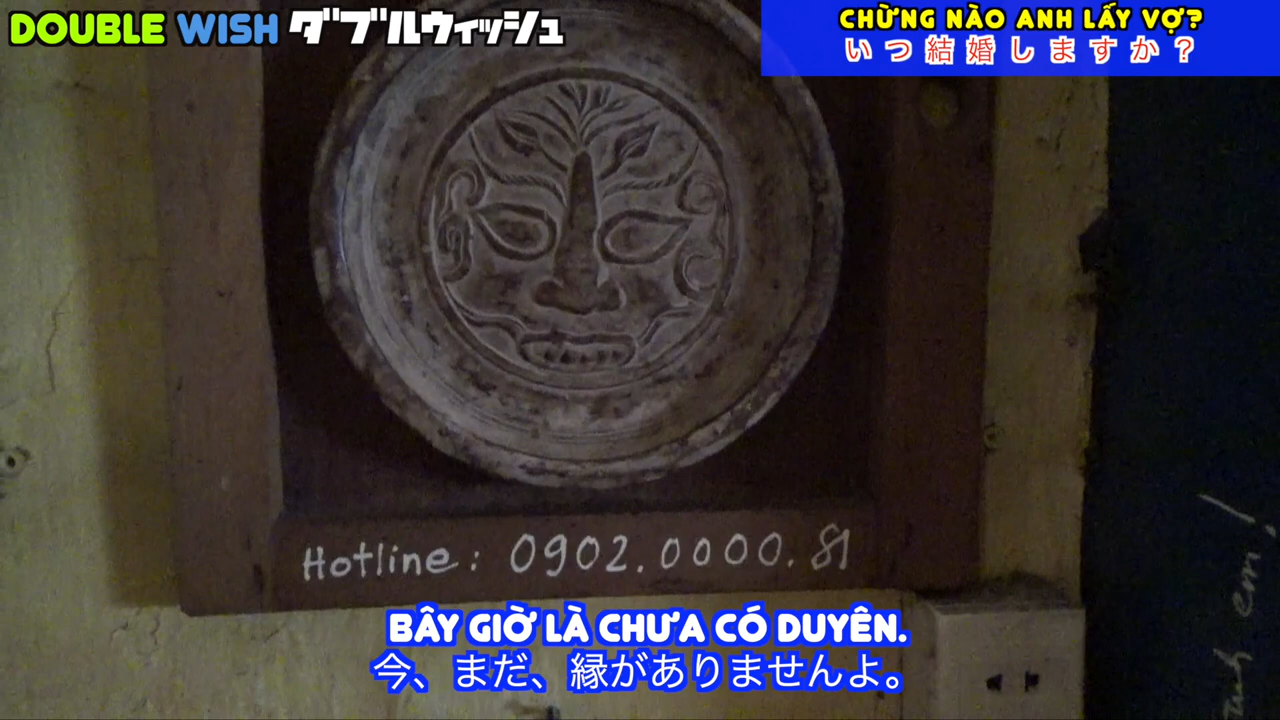 DOUBLE WISH ダブルウィッシュ
CHỪNG NÀO ANH LẤY VỢ?
いつ結婚しますか？
Hotline: 0902.0000.81
em!
BÂY GIỜ LÀ CHƯA CÓ DUYÊN.
今、まだ、縁がありませんよ。